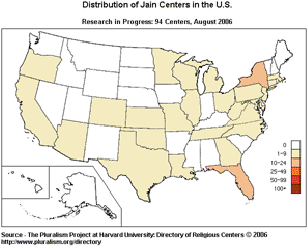 Distribution of Jain Centers in the U.S.
Research in Progress: 94 Centers, August 2006
0
1-9
10-24
25-49
50-99
100+
Source - The Pluralism Project at Harvard University: Directory of Religious Centers © 2006
http://www.pluralism.org/directory